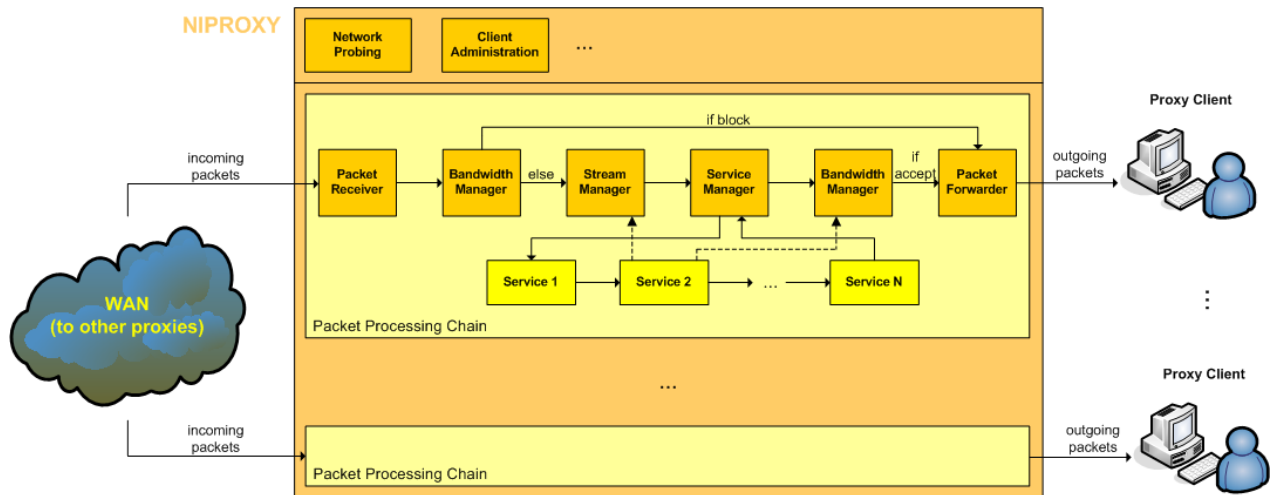 NIPROXY
Network
Probing
Client
Administration
...
Proxy Client
if block
incoming
packets
Packet
Receiver
Bandwidth
Manager
else
Stream
Manager
Service
Manager
Bandwidth
Manager
if
accept
Packet
Forwarder
outgoing
packets
Service 1
Service 2
...
Service N
WAN
(to other proxies)
Packet Processing Chain
...
...
Proxy Client
incoming
packets
outgoing
packets
Packet Processing Chain